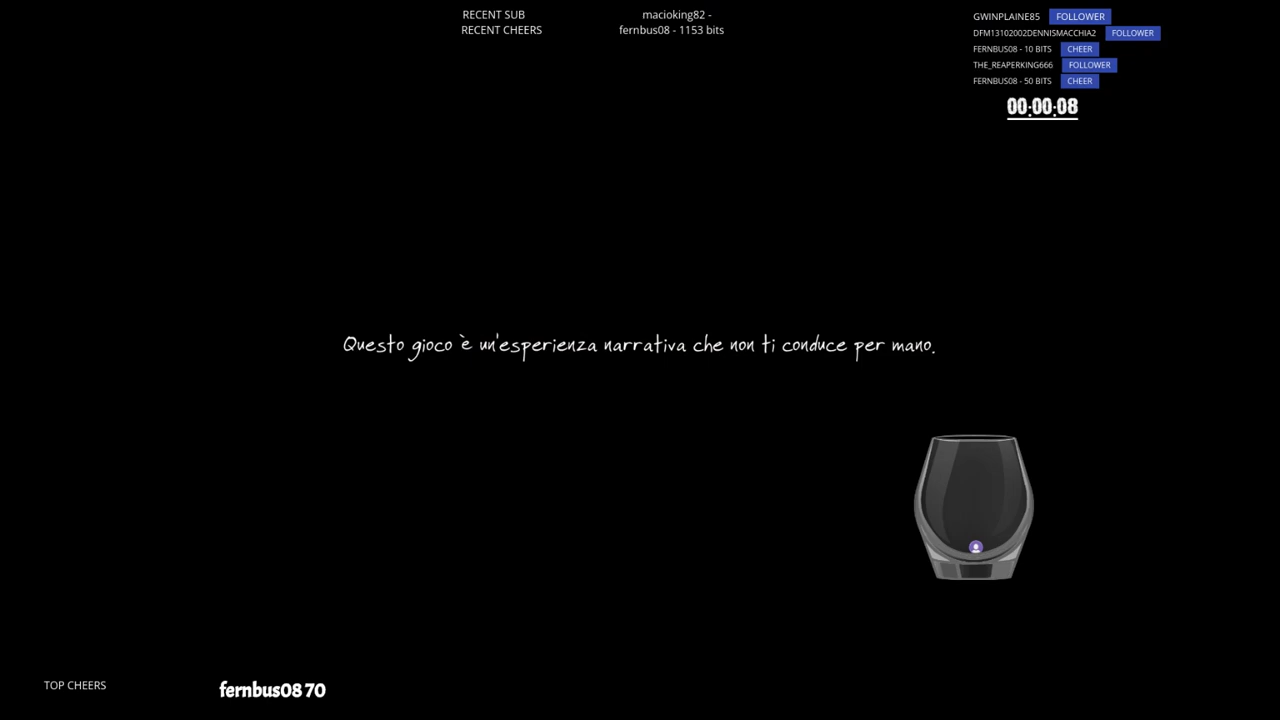 RECENT SUB
macioking82 -
RECENT CHEERS
fernbus08 - 1153 bits
GWINPLAINE85 FOLLOWER
DFM13102002DENNISMACCHIA2 FOLLOWER
FERNBUS08 - 10 BITS CHEER
THE_REAPERKING666 FOLLOWER
FERNBUS08 - 50 BITS CHEER
00:00:08
Questo gioco è un'esperienza narrativa che non ti conduce per mano.
TOP CHEERS
fernbus08 70